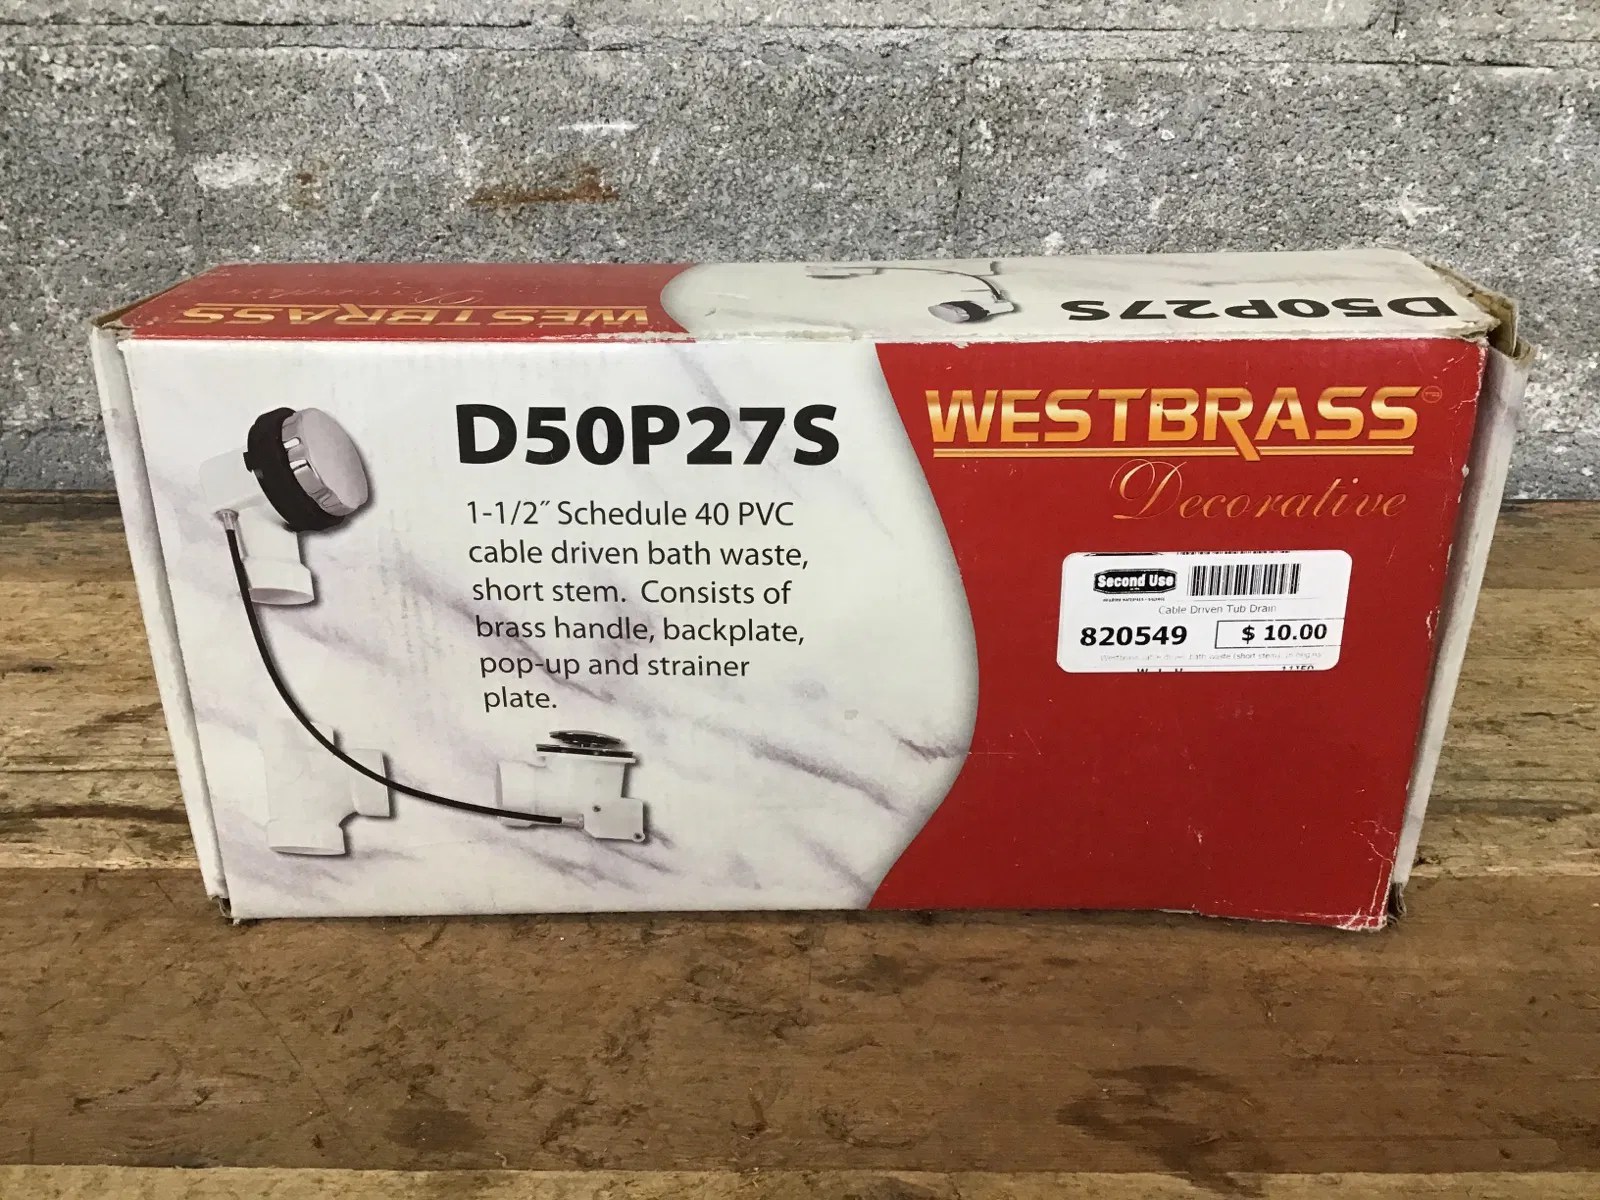 WESTBRASS
Decorative
D50P27S
D50P27S
1-1/2″ Schedule 40 PVC
cable driven bath waste,
short stem. Consists of
brass handle, backplate,
pop-up and strainer
plate.
WESTBRASS
Decorative
Second Use
Cable Driven Tub Drain
820549 $ 10.00